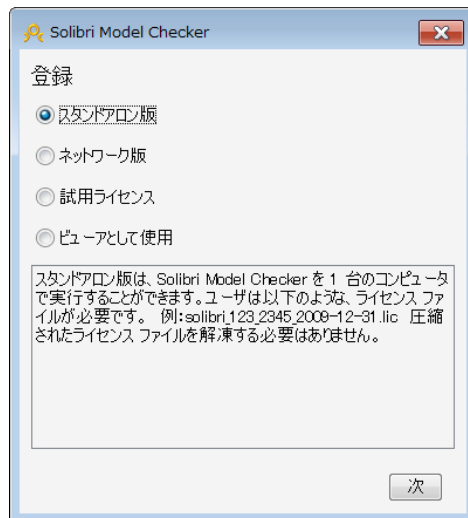 Solibri Model Checker
登録
スタンドアロン版
ネットワーク版
試用ライセンス
ビューアとして使用
スタンドアロン版は、Solibri Model Checker を 1 台のコンピュータ
で実行することができます。ユーザは以下のような、ライセンス ファ
イルが必要です。 例:solibri_123_2345_2009-12-31.lic 圧縮
されたライセンス ファイルを解凍する必要はありません。
次